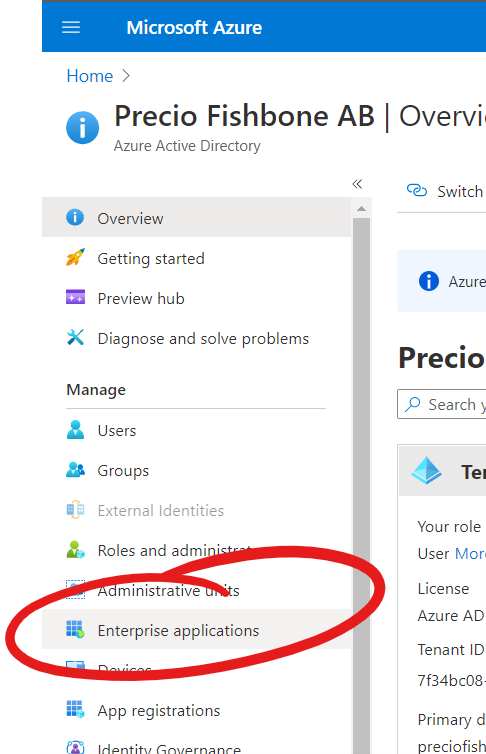 Microsoft Azure
Home
Precio Fishbone AB | Overvi
Azure Active Directory
Switch
Overview
Getting started
Preview hub
Diagnose and solve problems
Azure
Manage
Precio
Search y
Users
Groups
External Identities
Roles and administrat
Administrative units
Enterprise applications
Devices
App registrations
Identity Governance
Ter
Your role
User More
License
Azure AD
Tenant ID
7f34bc08-
Primary d
preciofish